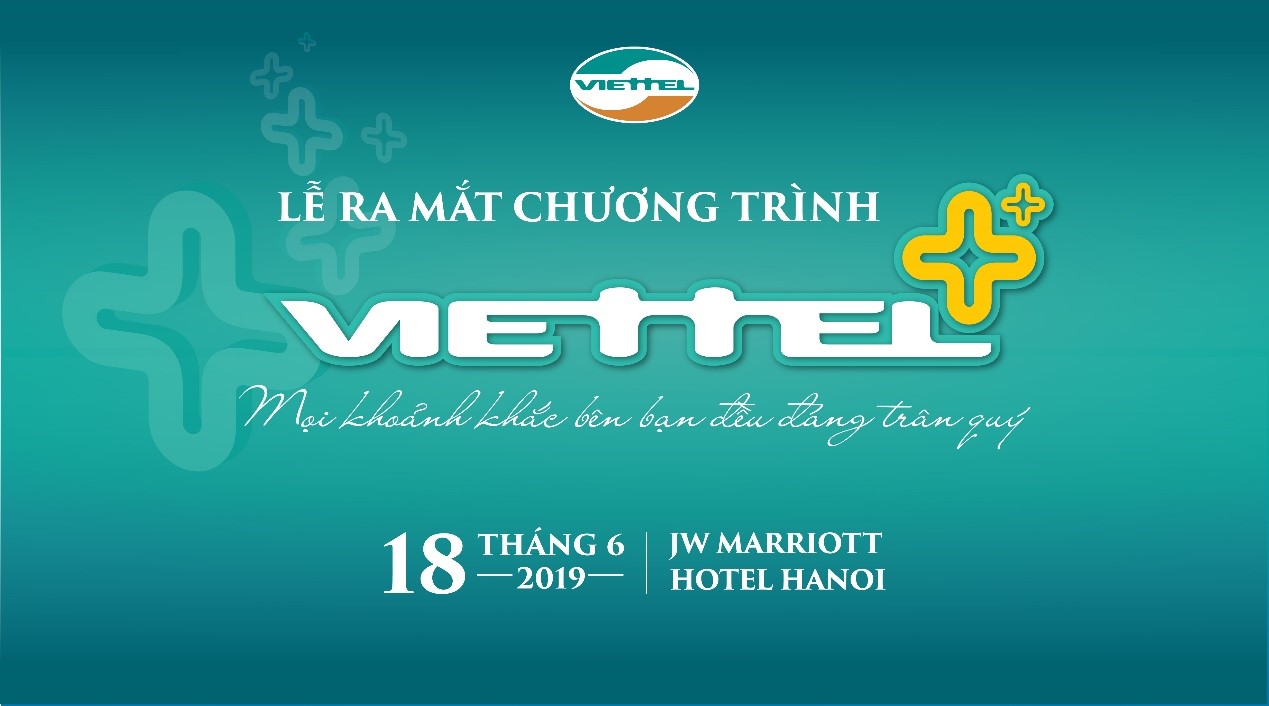 VIETTEL
LỄ RA MẮT CHƯƠNG TRÌNH
VIETTEL
Mọi khoảnh khắc bên bạn đều đáng trân quý
18 THÁNG 6
2019
JW MARRIOTT
HOTEL HANOI